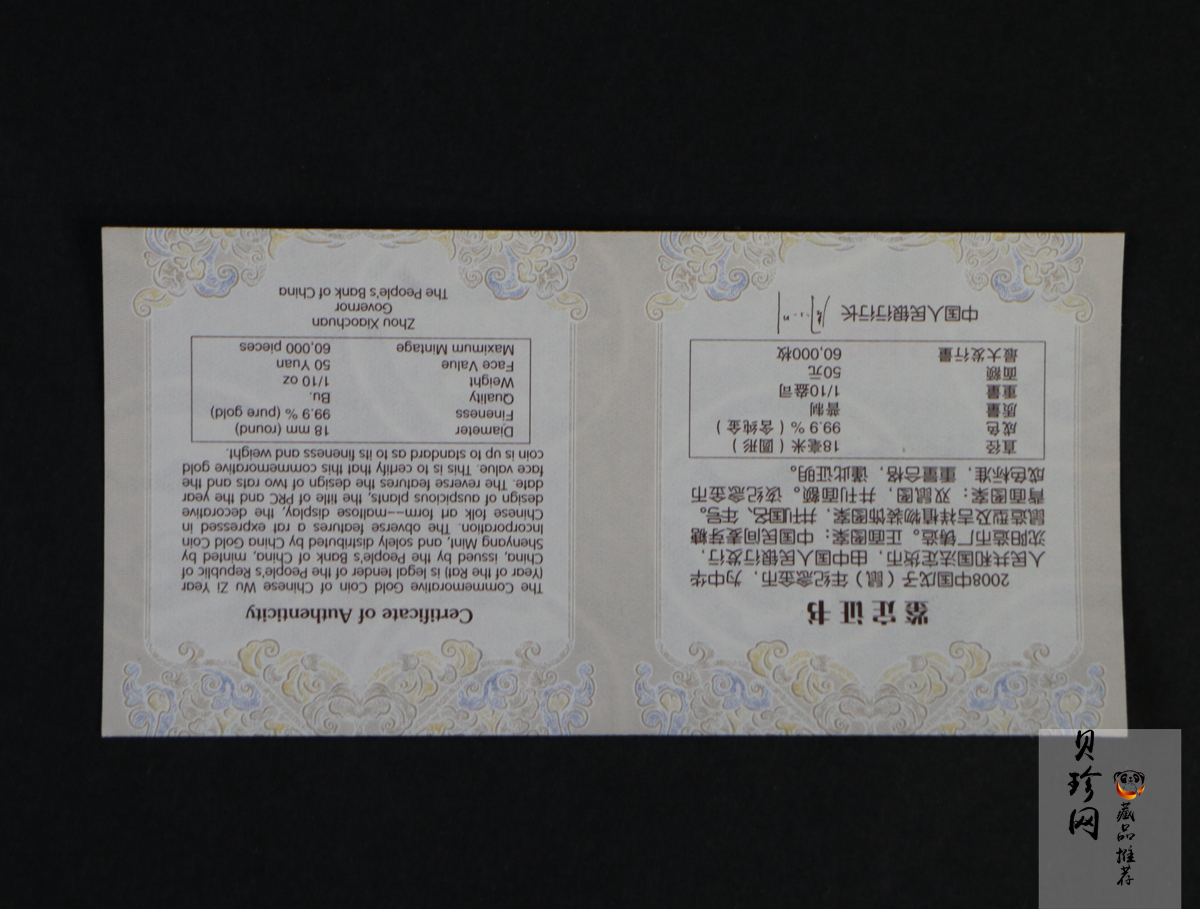 鉴定证书
2008中国戊子（鼠）年纪念金币，为中华
人民共和国法定货币，由中国人民银行发行，
沈阳造币厂铸造。正面图案：中国民间麦芽糖
鼠造型及吉祥植物装饰图案，并刊国名、年号。
背面图案：双鼠图，并刊面额。该纪念金币
成色标准，重量合格，谨此证明。
直径 18毫米（圆形）
成色 99.9%（含纯金）
质量 普制
重量 1/10盎司
面额 50元
最大发行量 60,000枚
中国人民银行行长
Certificate of Authenticity
The Commemorative Gold Coin of Chinese Wu Zi Year
(Year of the Rat) is legal tender of the People's Republic of
China, issued by the People's Bank of China, minted by
Shenyang Mint, and solely distributed by China Gold Coin
Incorporation. The obverse features a rat expressed in
Chinese folk art form---maltose display, the decorative
design of auspicious plants, the title of PRC and the year
date. The reverse features the design of two rats and the
face value. This is to certify that this commemorative gold
coin is up to standard as to its fineness and weight.
Diameter 18 mm (round)
Fineness 99.9 % (pure gold)
Quality Bu.
Weight 1/10 oz
Face Value 50 Yuan
Maximum Mintage 60,000 pieces
Zhou Xiaochuan
Governor
The People's Bank of China
贝珍网
藏品推荐